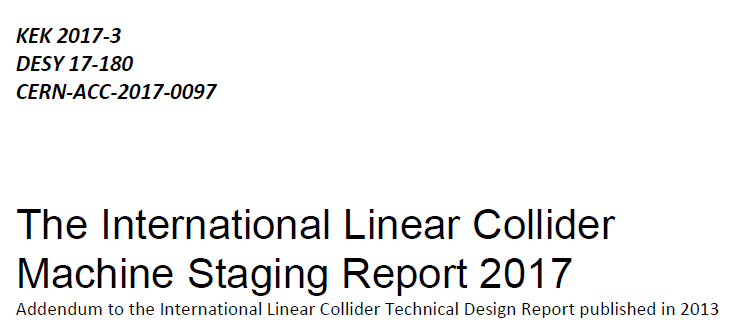 KEK 2017-3
DESY 17-180
CERN-ACC-2017-0097
The International Linear Collider
Machine Staging Report 2017
Addendum to the International Linear Collider Technical Design Report published in 2013